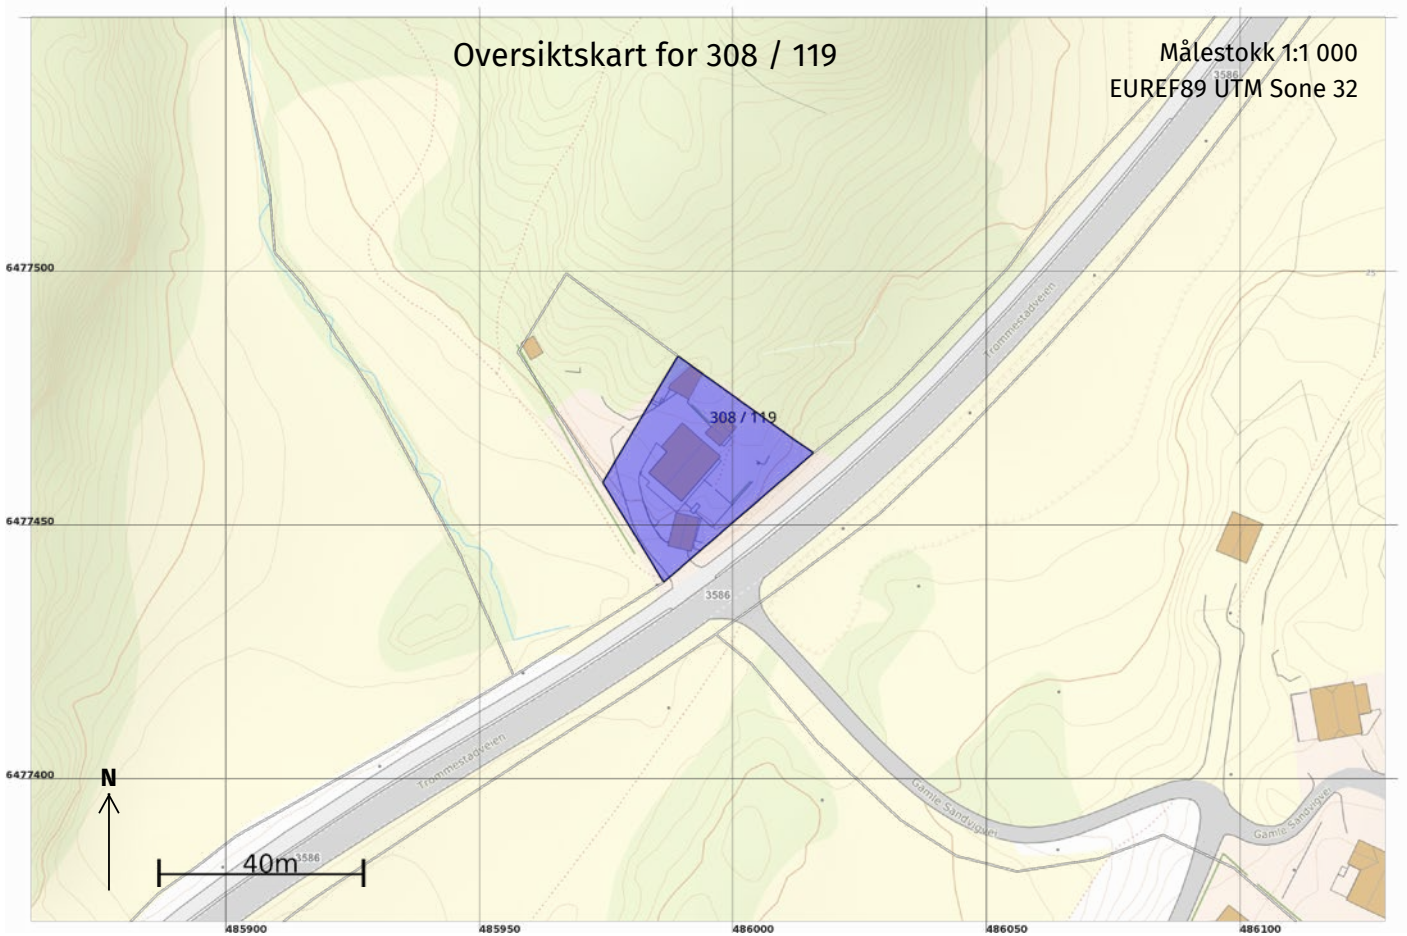 Oversiktskart for 308 / 119
Målestokk 1:1 000
EUREF89 UTM Sone 32
3586
6477500
25
Trommestadveien
308 / 119
6477450
3586
Trommestadveien
6477400
N
Gamle Sandvigvei
Gamle Sandvigvei
40m
3586
485900
485950
486000
486050
486100